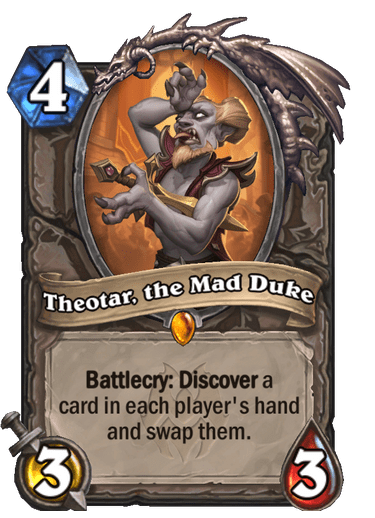 4
Theotar, the Mad Duke
Battlecry: Discover a
card in each player's hand
and swap them.
3
3